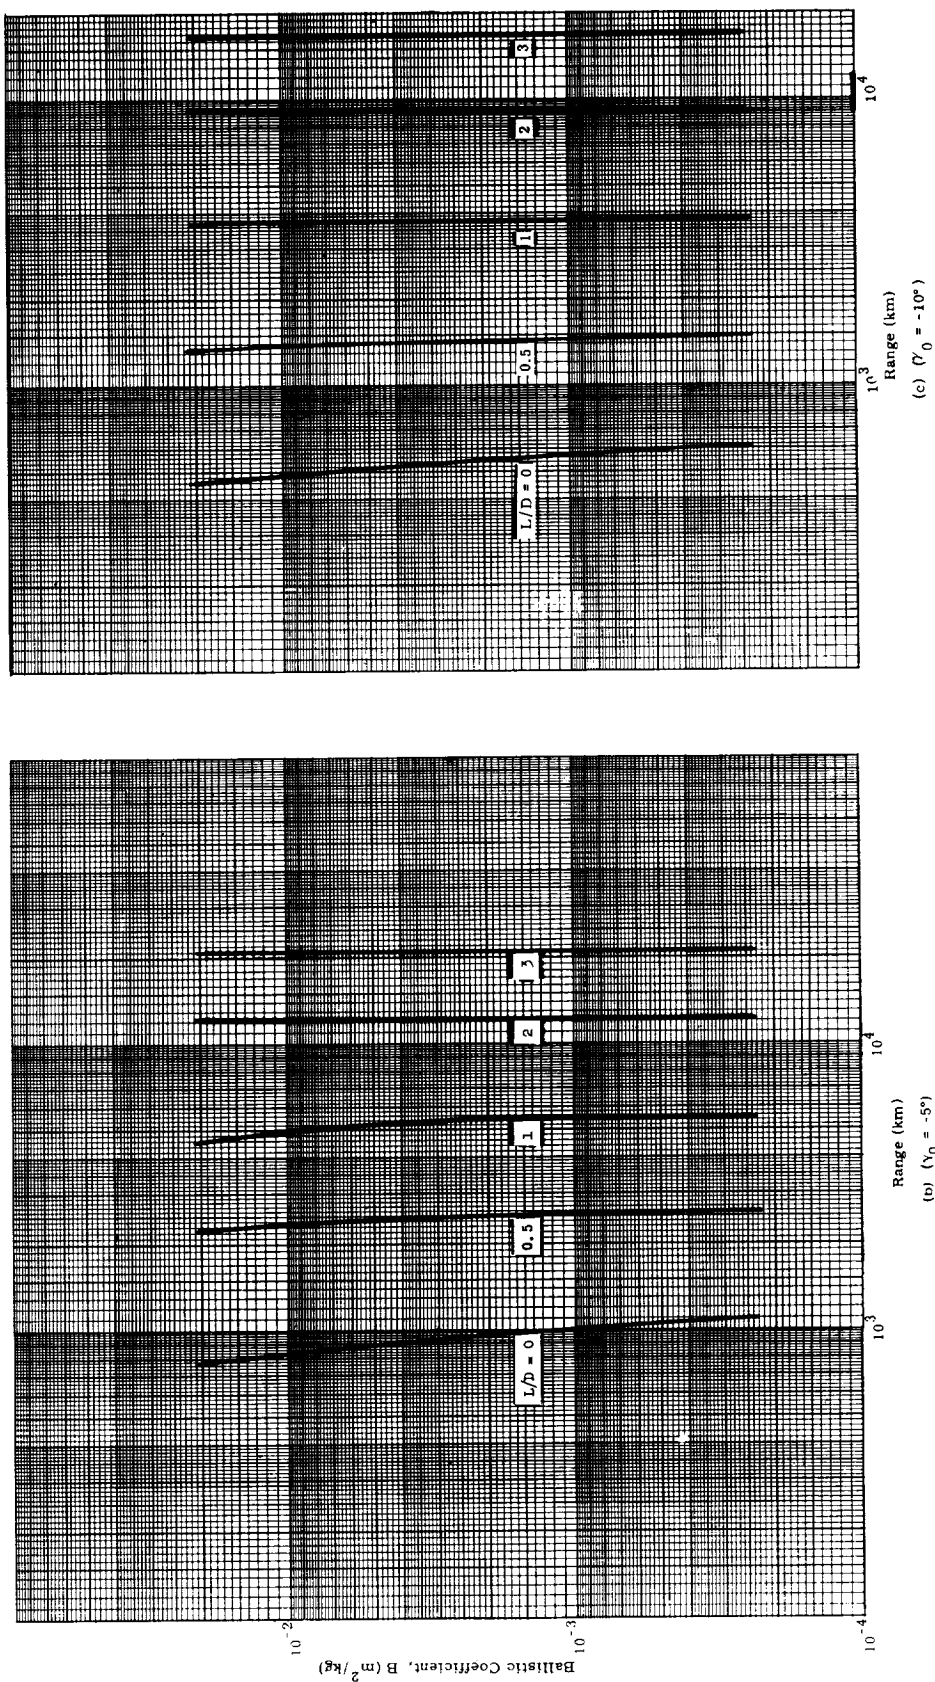 Ballistic Coefficient, B (m²/kg)
10⁻²
10⁻³
10⁻⁴
L/D = 0
0.5
1
2
3
10³
10⁴
Range (km)
(b) (γ₀ = -5°)
L/D = 0
0.5
1
2
3
10³
10⁴
Range (km)
(c) (γ₀ = -10°)